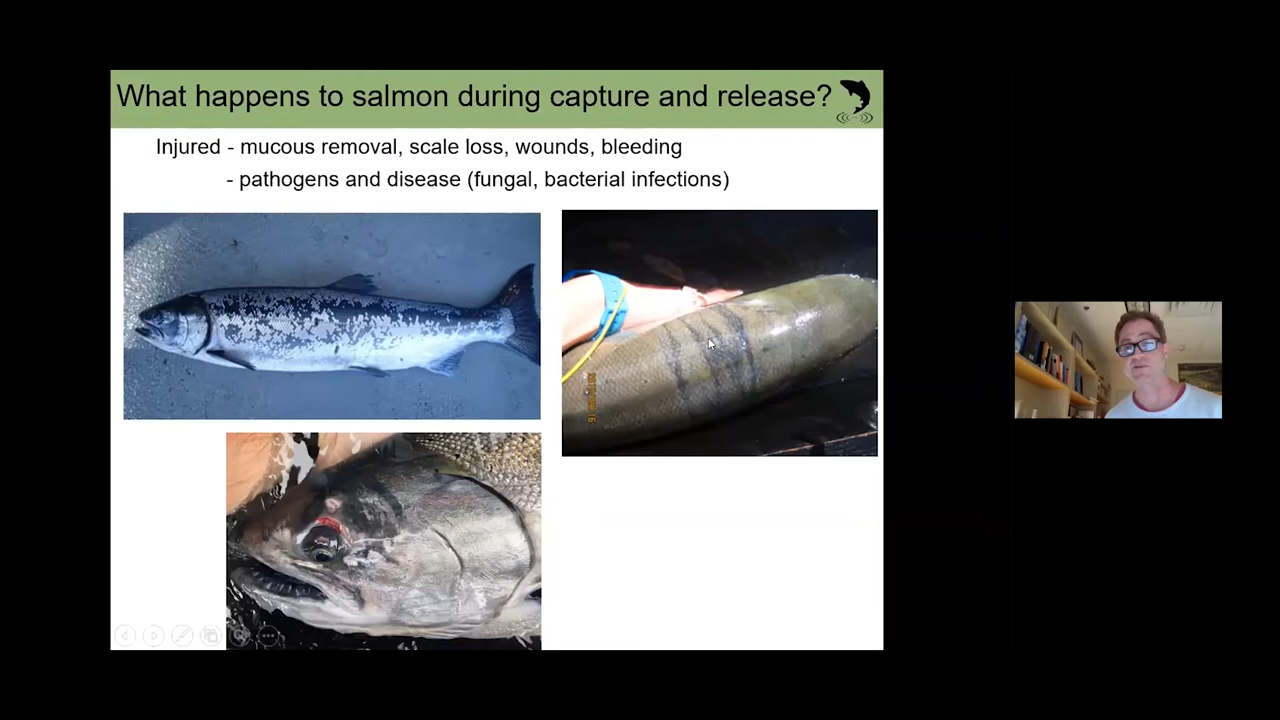 What happens to salmon during capture and release?
Injured - mucous removal, scale loss, wounds, bleeding
- pathogens and disease (fungal, bacterial infections)